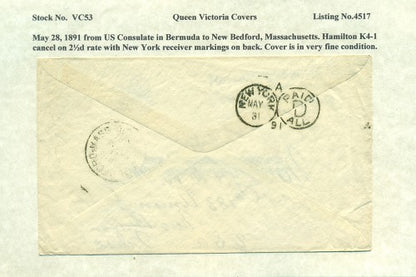 Stock No. VC53 Queen Victoria Covers Listing No.4517
May 28, 1891 from US Consulate in Bermuda to New Bedford, Massachusetts. Hamilton K4-1
cancel on 2½d rate with New York receiver markings on back. Cover is in very fine condition.
NEW YORK
MAY
31
91
A
PAID
D
ALL